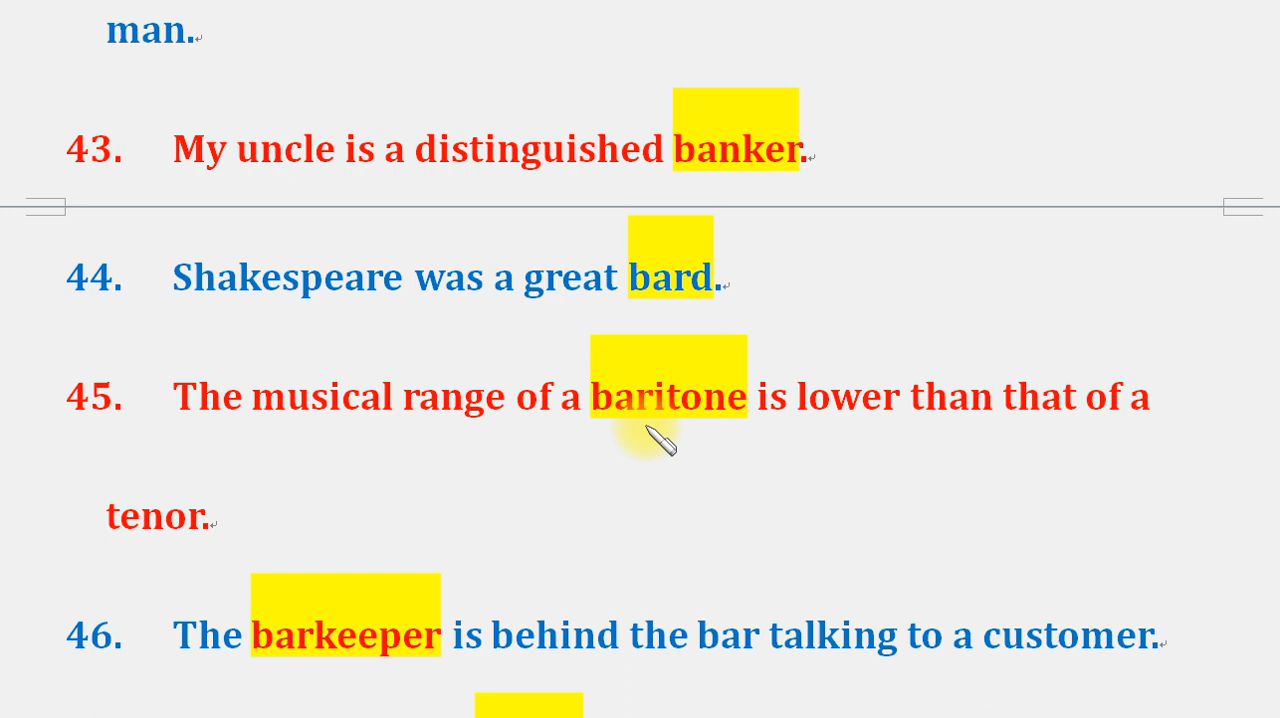 man.
43. My uncle is a distinguished banker.
44. Shakespeare was a great bard.
45. The musical range of a baritone is lower than that of a
tenor.
46. The barkeeper is behind the bar talking to a customer.